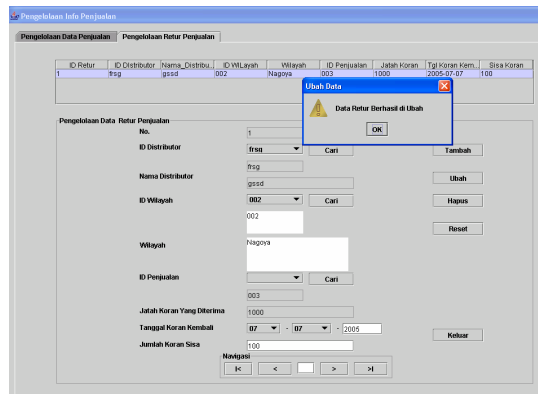 Pengelolaan Info Penjualan
Pengelolaan Data Penjualan Pengelolaan Retur Penjualan
ID Retur ID Distributor Nama_Distribu... ID WILayah Wilayah ID Penjualan Jatah Koran Tgl Koran Kem... Sisa Koran
1 frsg gssd 002 Nagoya 003 1000 2005-07-07 100
Ubah Data
Data Retur Berhasil di Ubah
OK
Pengelolaan Data Retur Penjualan
No. 1
ID Distributor frsg Cari Tambah
frsg
Nama Distributor gssd Ubah
ID Wilayah 002 Cari Hapus
002
Reset
Wilayah Nagoya
ID Penjualan Cari
003
Jatah Koran Yang Diterima 1000
Tanggal Koran Kembali 07 - 07 - 2005
Keluar
Jumlah Koran Sisa 100
Navigasi
|< < > >|